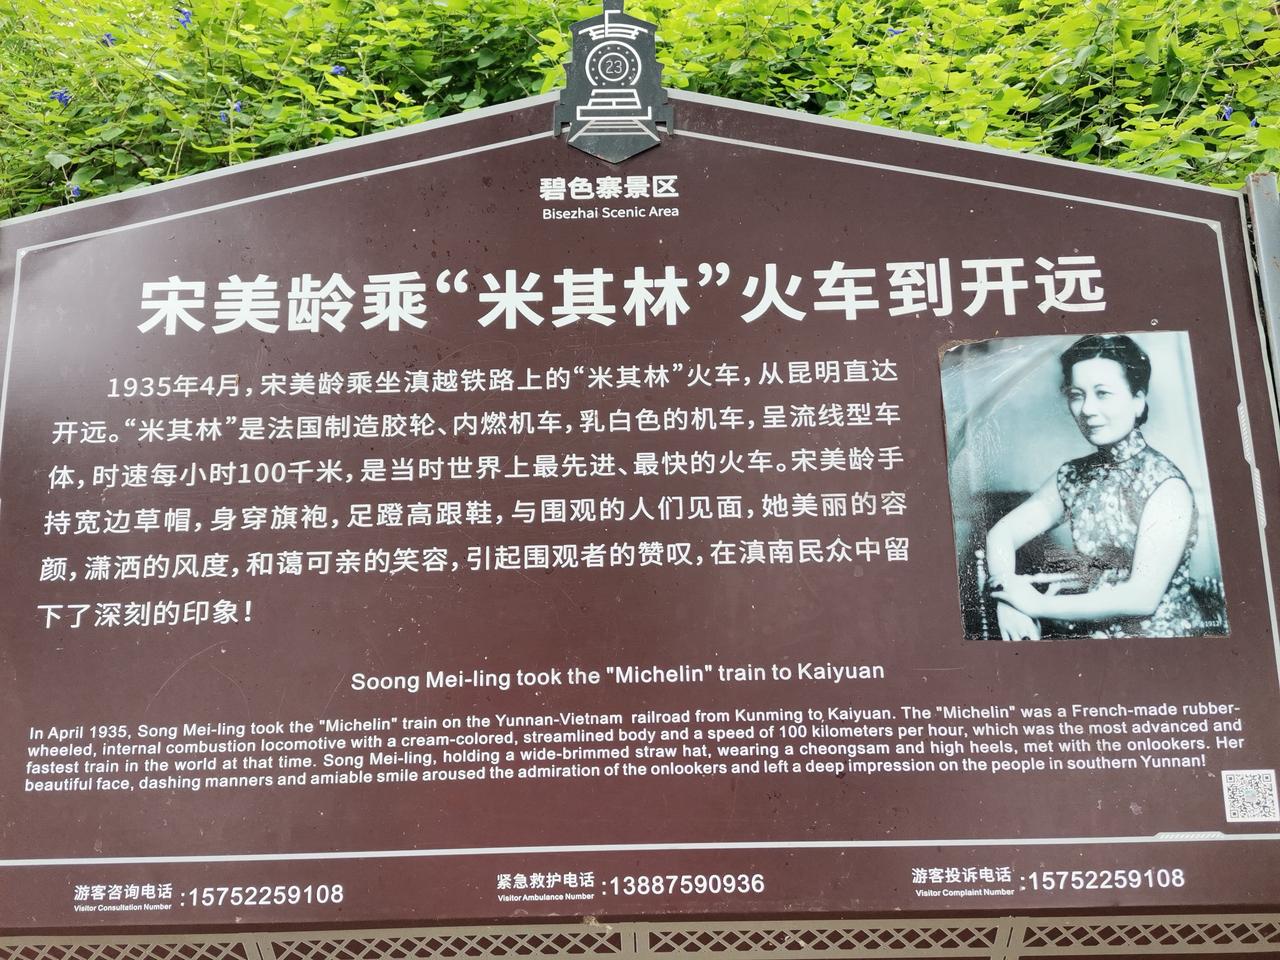 23
碧色寨景区
Bisezhai Scenic Area
宋美龄乘“米其林”火车到开远
1935年4月，宋美龄乘坐滇越铁路上的“米其林”火车，从昆明直达
开远。“米其林”是法国制造胶轮、内燃机车，乳白色的机车，呈流线型车
体，时速每小时100千米，是当时世界上最先进、最快的火车。宋美龄手
持宽边草帽，身穿旗袍，足蹬高跟鞋，与围观的人们见面，她美丽的容
颜，潇洒的风度，和蔼可亲的笑容，引起围观者的赞叹，在滇南民众中留
下了深刻的印象！
Soong Mei-ling took the "Michelin" train to Kaiyuan
In April 1935, Song Mei-ling took the "Michelin" train on the Yunnan-Vietnam railroad from Kunming to Kaiyuan. The "Michelin" was a French-made rubber-
wheeled, internal combustion locomotive with a cream-colored, streamlined body and a speed of 100 kilometers per hour, which was the most advanced and
fastest train in the world at that time. Song Mei-ling, holding a wide-brimmed straw hat, wearing a cheongsam and high heels, met with the onlookers. Her
beautiful face, dashing manners and amiable smile aroused the admiration of the onlookers and left a deep impression on the people in southern Yunnan!
游客咨询电话 :15752259108
Visitor Consultation Number
紧急救护电话 :13887590936
Visitor Ambulance Number
游客投诉电话 :15752259108
Visitor Complaint Number